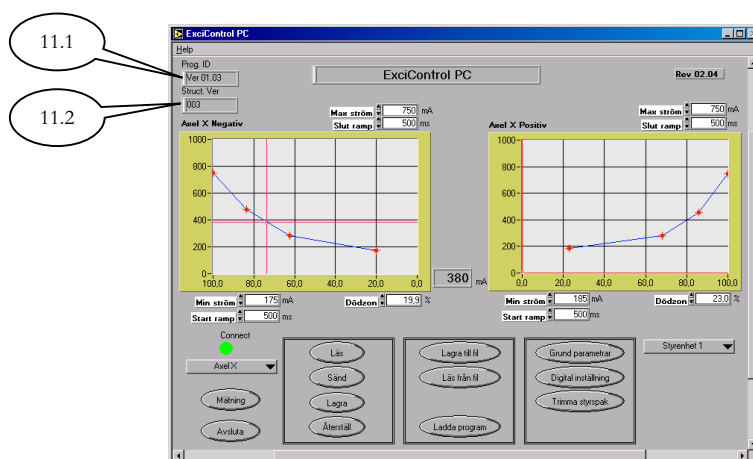 11.1
11.2
ExciControl PC
Help
Prog. ID
Ver 01.03
Struct. Ver
003
ExciControl PC
Rev 02.04
Max ström 750 mA
Slut ramp 500 ms
Axel X Negativ
1000
800
600
400
200
0
100,0 80,0 60,0 40,0 20,0 0,0
Min ström 175 mA
Dödzon 19,9 %
Start ramp 500 ms
380 mA
Max ström 750 mA
Slut ramp 500 ms
Axel X Positiv
1000
800
600
400
200
0
0,0 20,0 40,0 60,0 80,0 100,0
Min ström 185 mA
Dödzon 23,0 %
Start ramp 500 ms
Connect
Axel X
Mätning
Avsluta
Läs
Sänd
Lagra
Återställ
Lagra till fil
Läs från fil
Ladda program
Grund parametrar
Digital inställning
Trimma styrspak
Styrenhet 1